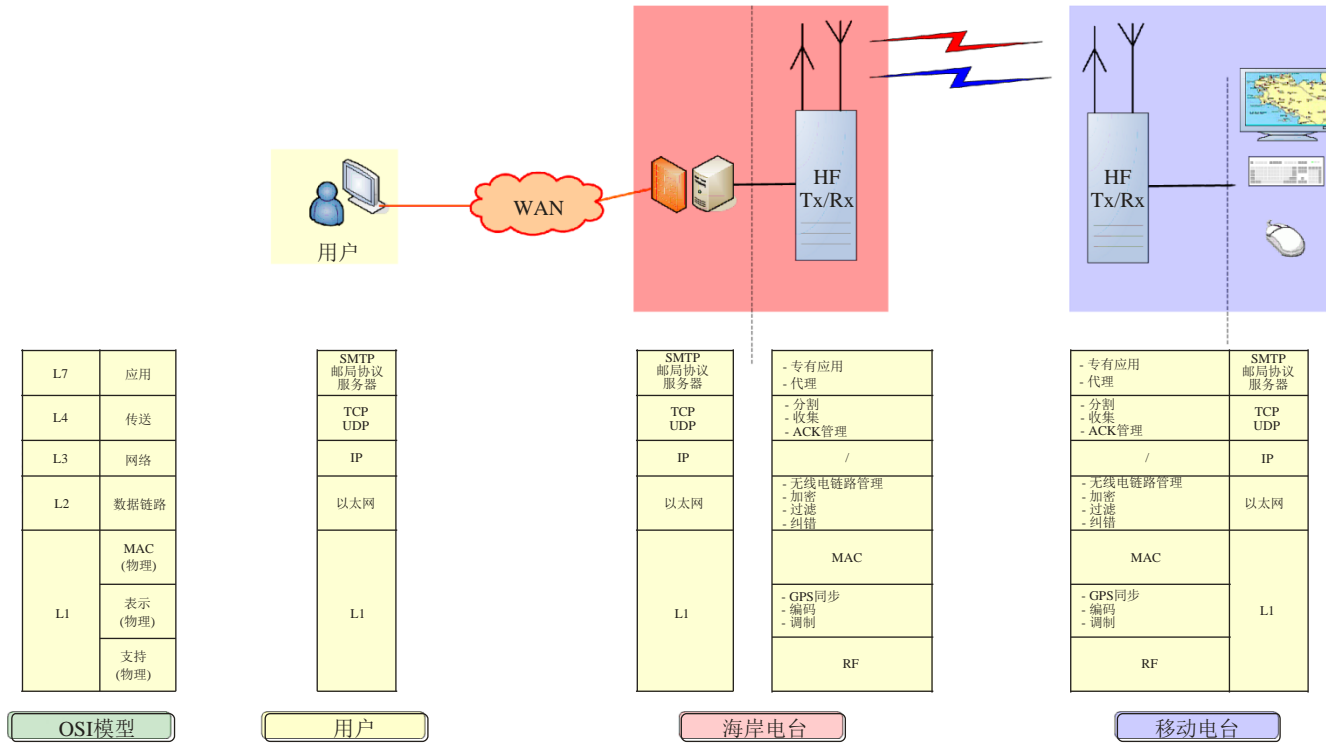 WAN
HF
Tx/Rx
HF
Tx/Rx
用户
L7
应用
L4
传送
L3
网络
L2
数据链路
L1
MAC
(物理)
表示
(物理)
支持
(物理)
OSI模型
SMTP
邮局协议
服务器
TCP
UDP
IP
以太网
L1
用户
SMTP
邮局协议
服务器
TCP
UDP
IP
以太网
L1
- 专有应用
- 代理
- 分割
- 收集
- ACK管理
/
- 无线电链路管理
- 加密
- 过滤
- 纠错
MAC
- GPS同步
- 编码
- 调制
RF
海岸电台
- 专有应用
- 代理
- 分割
- 收集
- ACK管理
/
- 无线电链路管理
- 加密
- 过滤
- 纠错
MAC
- GPS同步
- 编码
- 调制
RF
SMTP
邮局协议
服务器
TCP
UDP
IP
以太网
L1
移动电台